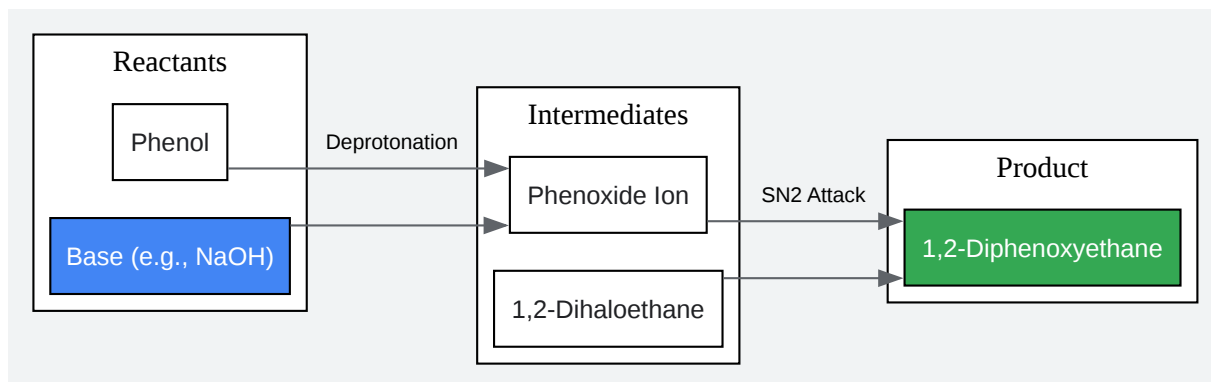 Reactants
Phenol
Base (e.g., NaOH)
Deprotonation
Intermediates
Phenoxide Ion
1,2-Dihaloethane
SN2 Attack
Product
1,2-Diphenoxyethane